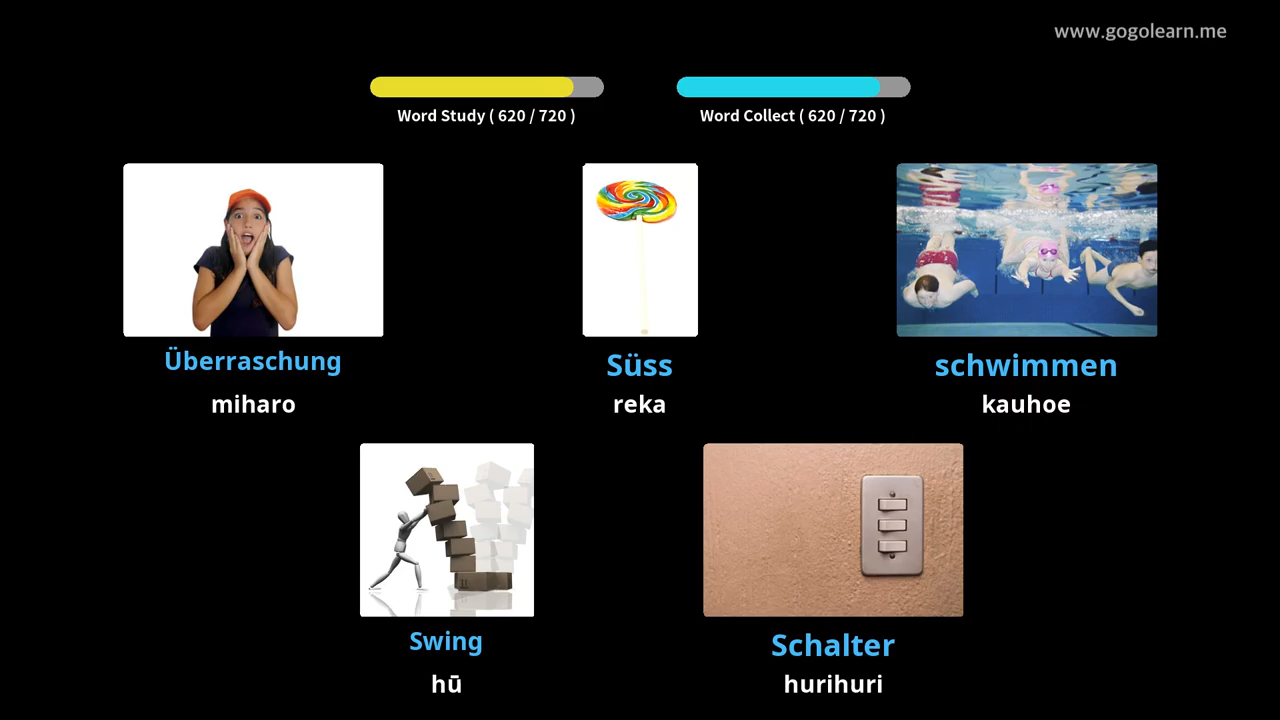 www.gogolearn.me
Word Study ( 620 / 720 )
Word Collect ( 620 / 720 )
Überraschung
miharo
Süss
reka
schwimmen
kauhoe
Swing
hū
Schalter
hurihuri